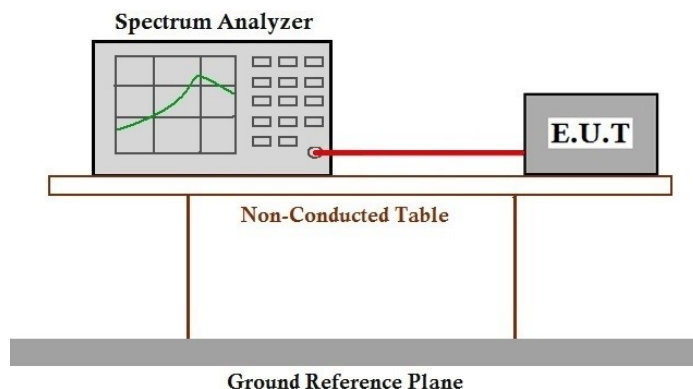 Spectrum Analyzer
E.U.T
Non-Conducted Table
Ground Reference Plane